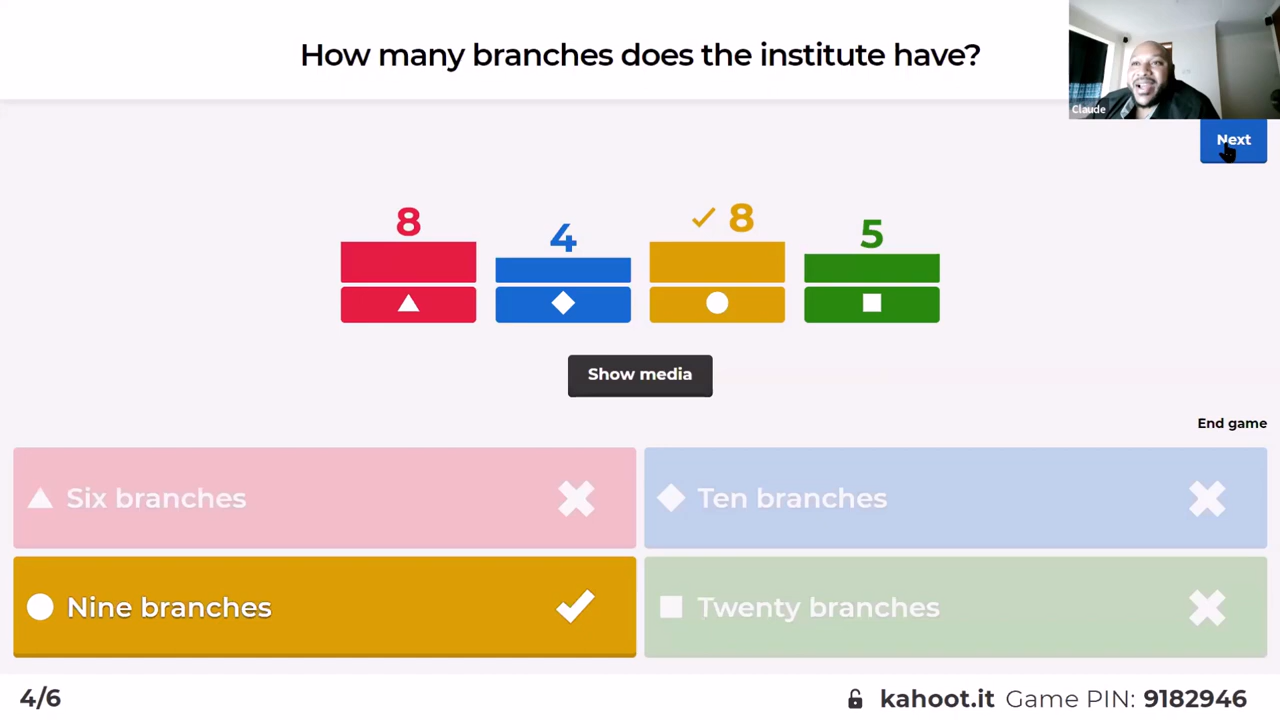 How many branches does the institute have?
Claude
Next
8
4
8
5
Show media
End game
Six branches
Ten branches
Nine branches
Twenty branches
4/6
kahoot.it Game PIN: 9182946